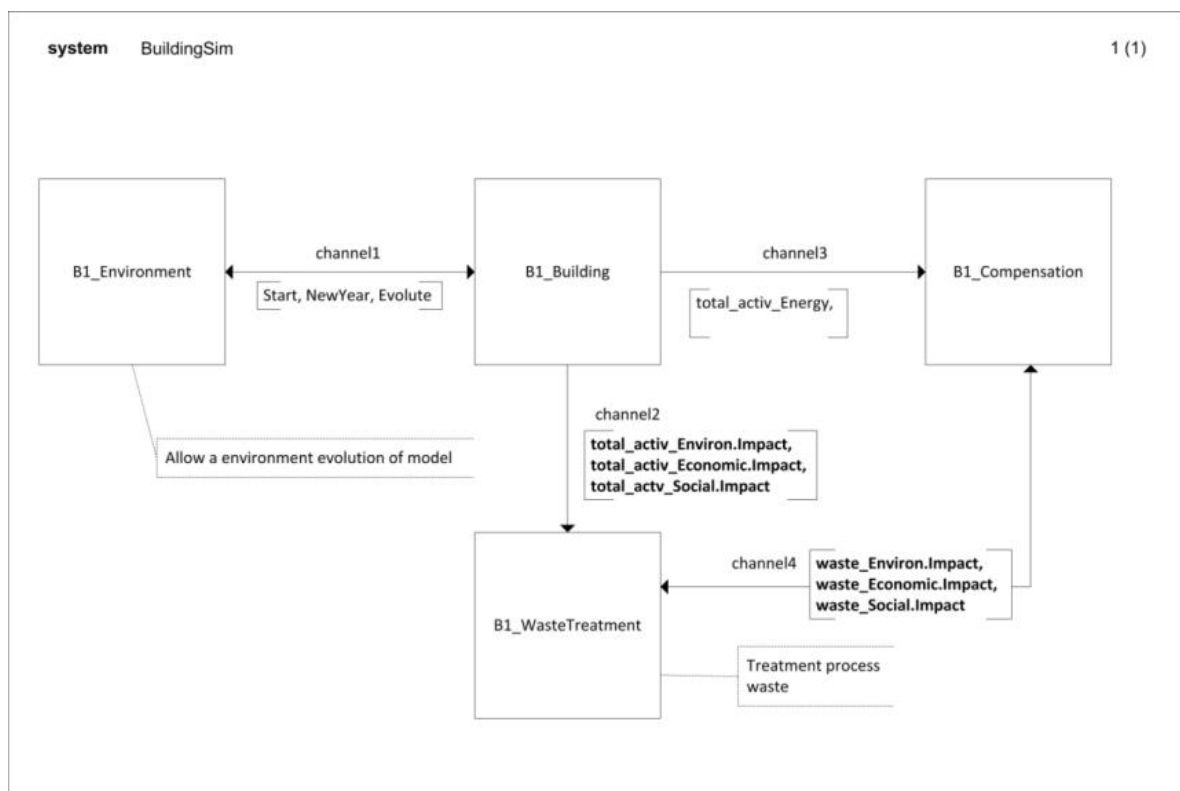 system BuildingSim 1 (1)
B1_Environment
channel1
Start, NewYear, Evolute
B1_Building
channel3
total_activ_Energy,
B1_Compensation
Allow a environment evolution of model
channel2
total_activ_Environ.Impact,
total_activ_Economic.Impact,
total_actv_Social.Impact
channel4
waste_Environ.Impact,
waste_Economic.Impact,
waste_Social.Impact
B1_WasteTreatment
Treatment process
waste